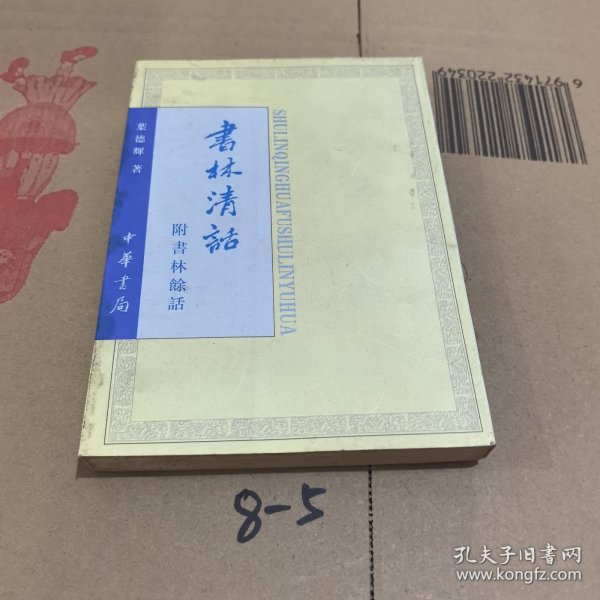 書林清話
附書林餘話
葉德輝 著
中華書局
SHULINQINGHUAFUSHULINYUHUA
6 971432 220349
8-5
孔夫子旧书网
www.kongfz.com